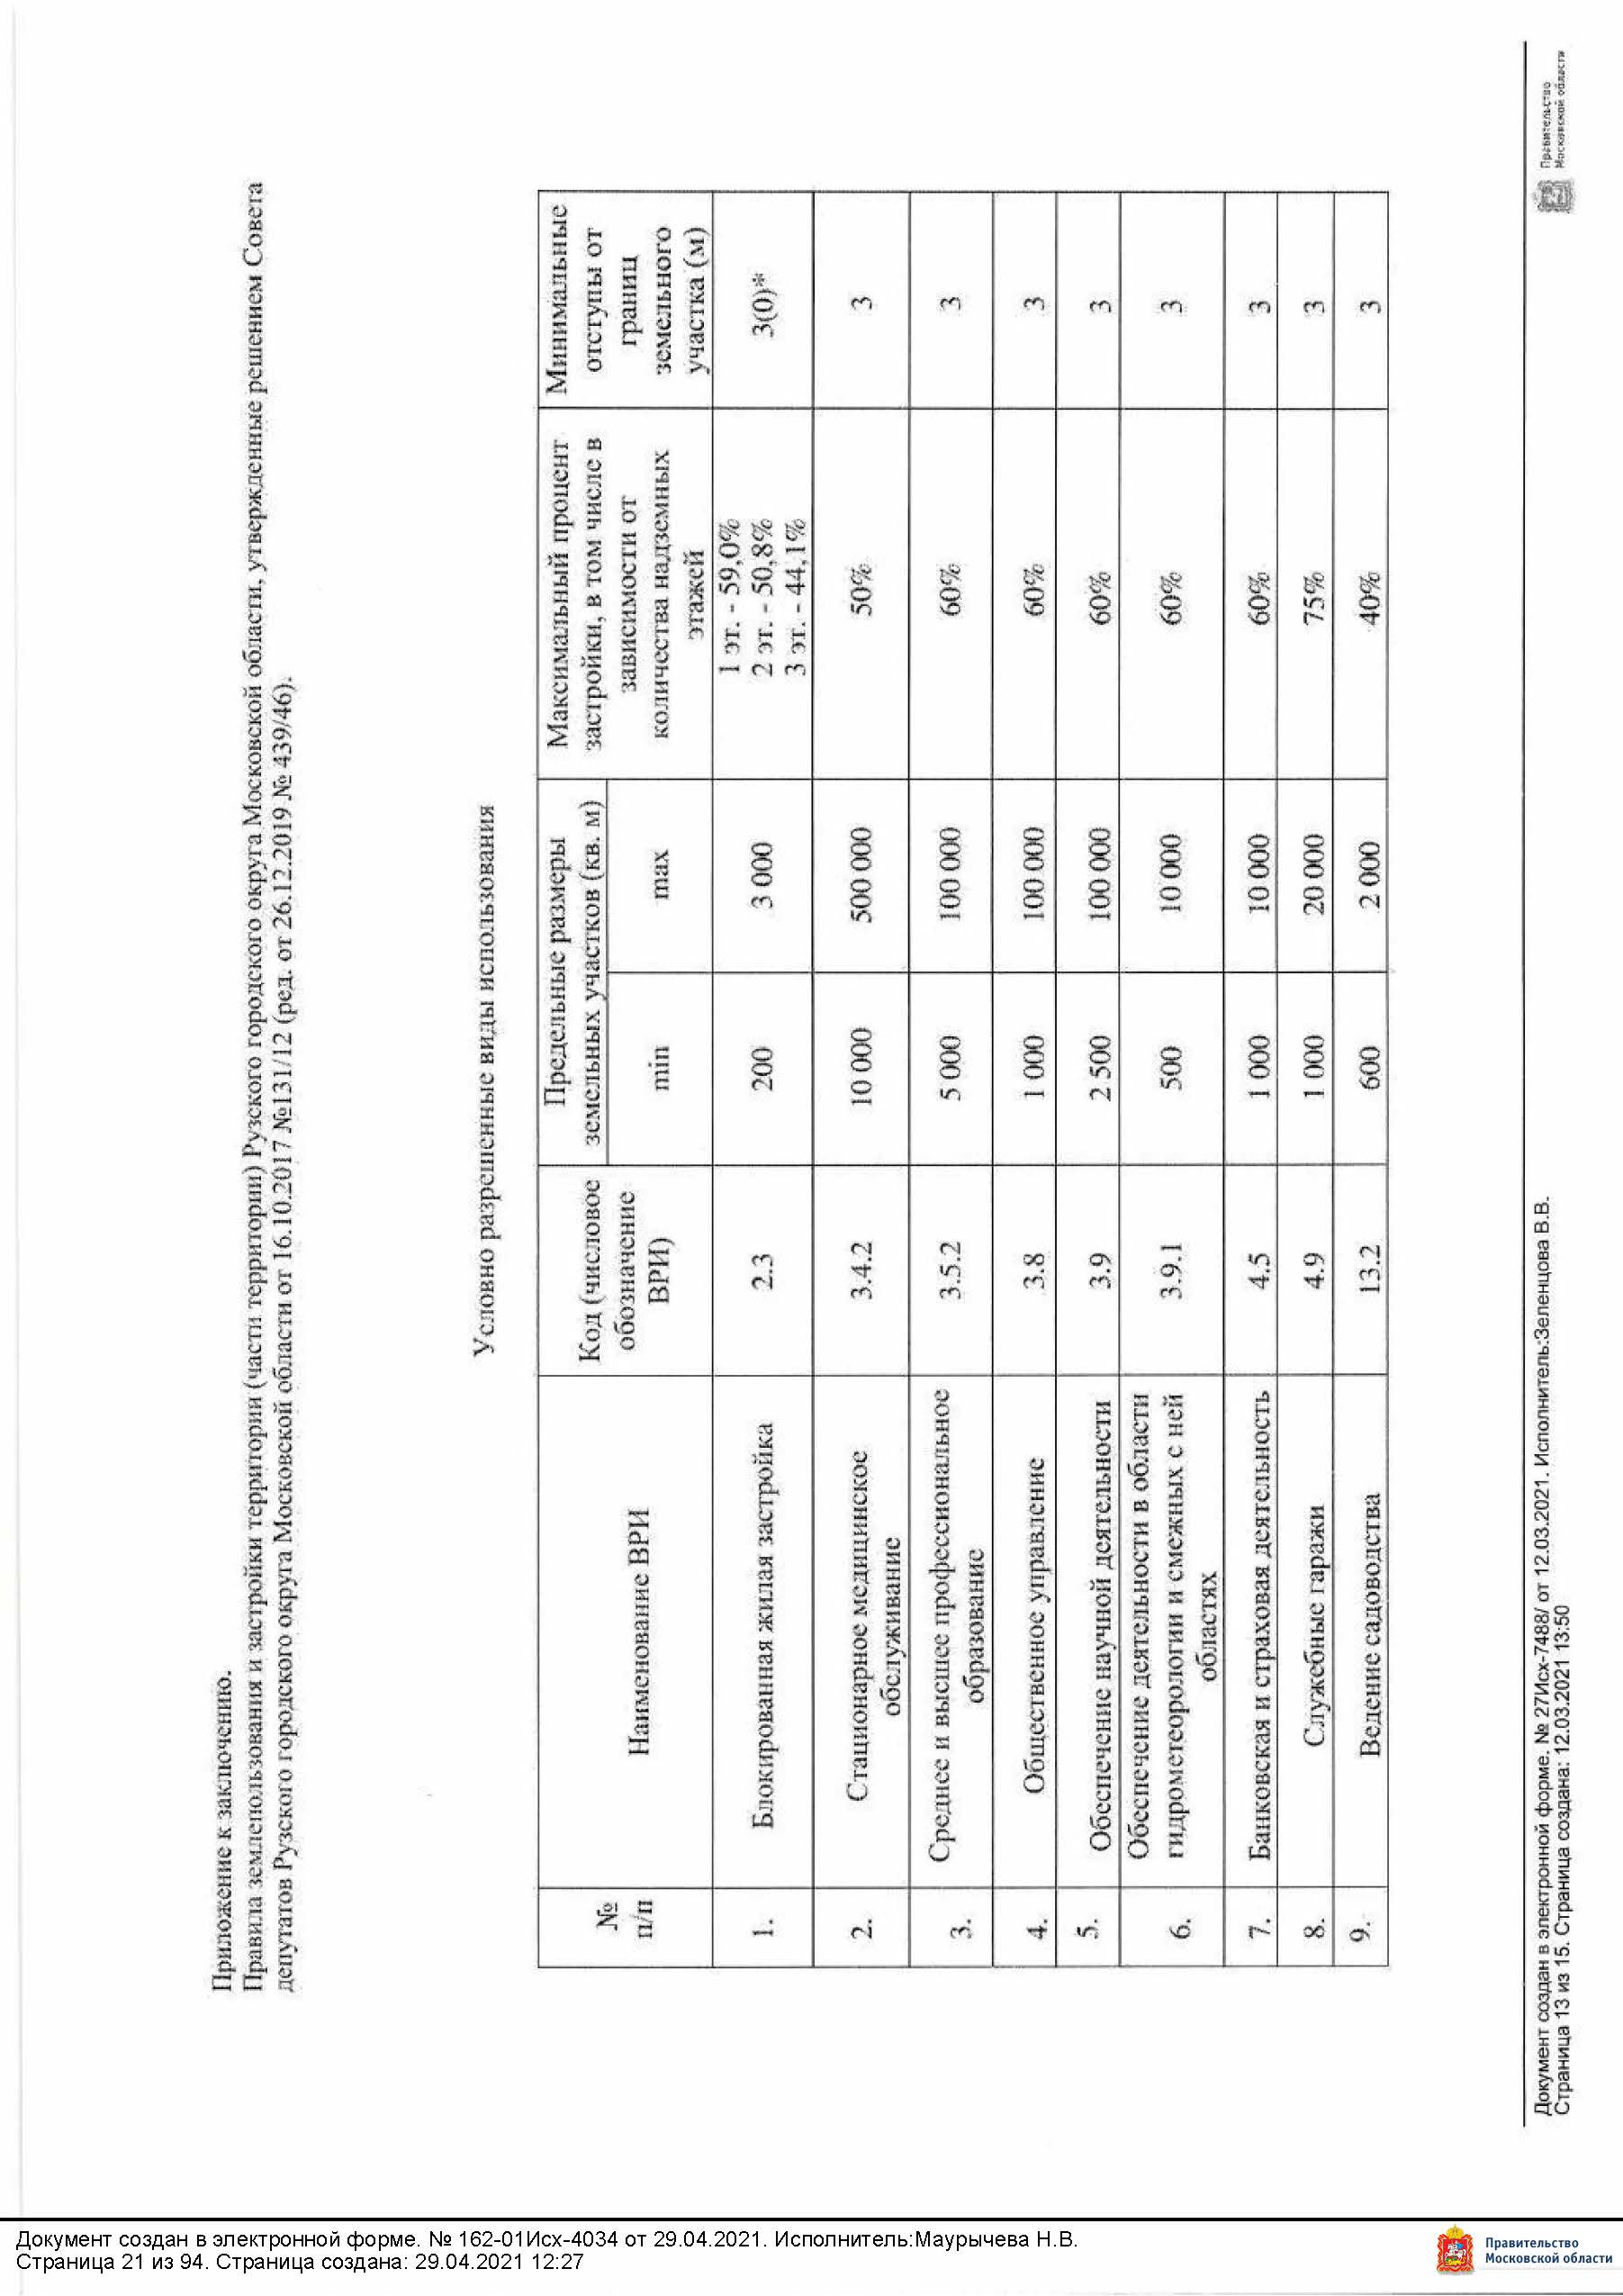 Приложение к заключению.
Правила землепользования и застройки территории (части территории) Рузского городского округа Московской области, утвержденные решением Совета
депутатов Рузского городского округа Московской области от 16.10.2017 №131/12 (ред. от 26.12.2019 № 439/46).
Условно разрешенные виды использования
№ п/п | Наименование ВРИ | Код (числовое обозначение ВРИ) | Предельные размеры земельных участков (кв. м) | Максимальный процент застройки, в том числе в зависимости от количества надземных этажей | Минимальные отступы от границ земельного участка (м)
min | max
1. | Блокированная жилая застройка | 2.3 | 200 | 3 000 | 1 эт. - 59,0% 2 эт. - 50,8% 3 эт. - 44,1% | 3(0)*
2. | Стационарное медицинское обслуживание | 3.4.2 | 10 000 | 500 000 | 50% | 3
3. | Среднее и высшее профессиональное образование | 3.5.2 | 5 000 | 100 000 | 60% | 3
4. | Общественное управление | 3.8 | 1 000 | 100 000 | 60% | 3
5. | Обеспечение научной деятельности | 3.9 | 2 500 | 100 000 | 60% | 3
6. | Обеспечение деятельности в области гидрометеорологии и смежных с ней областях | 3.9.1 | 500 | 10 000 | 60% | 3
7. | Банковская и страховая деятельность | 4.5 | 1 000 | 10 000 | 60% | 3
8. | Служебные гаражи | 4.9 | 1 000 | 20 000 | 75% | 3
9. | Ведение садоводства | 13.2 | 600 | 2 000 | 40% | 3
Документ создан в электронной форме. № 27Исх-7488/ от 12.03.2021. Исполнитель:Зеленцова В.В.
Страница 13 из 15. Страница создана: 12.03.2021 13:50
Правительство
Московской области
Документ создан в электронной форме. № 162-01Исх-4034 от 29.04.2021. Исполнитель:Маурычева Н.В.
Страница 21 из 94. Страница создана: 29.04.2021 12:27
Правительство
Московской области